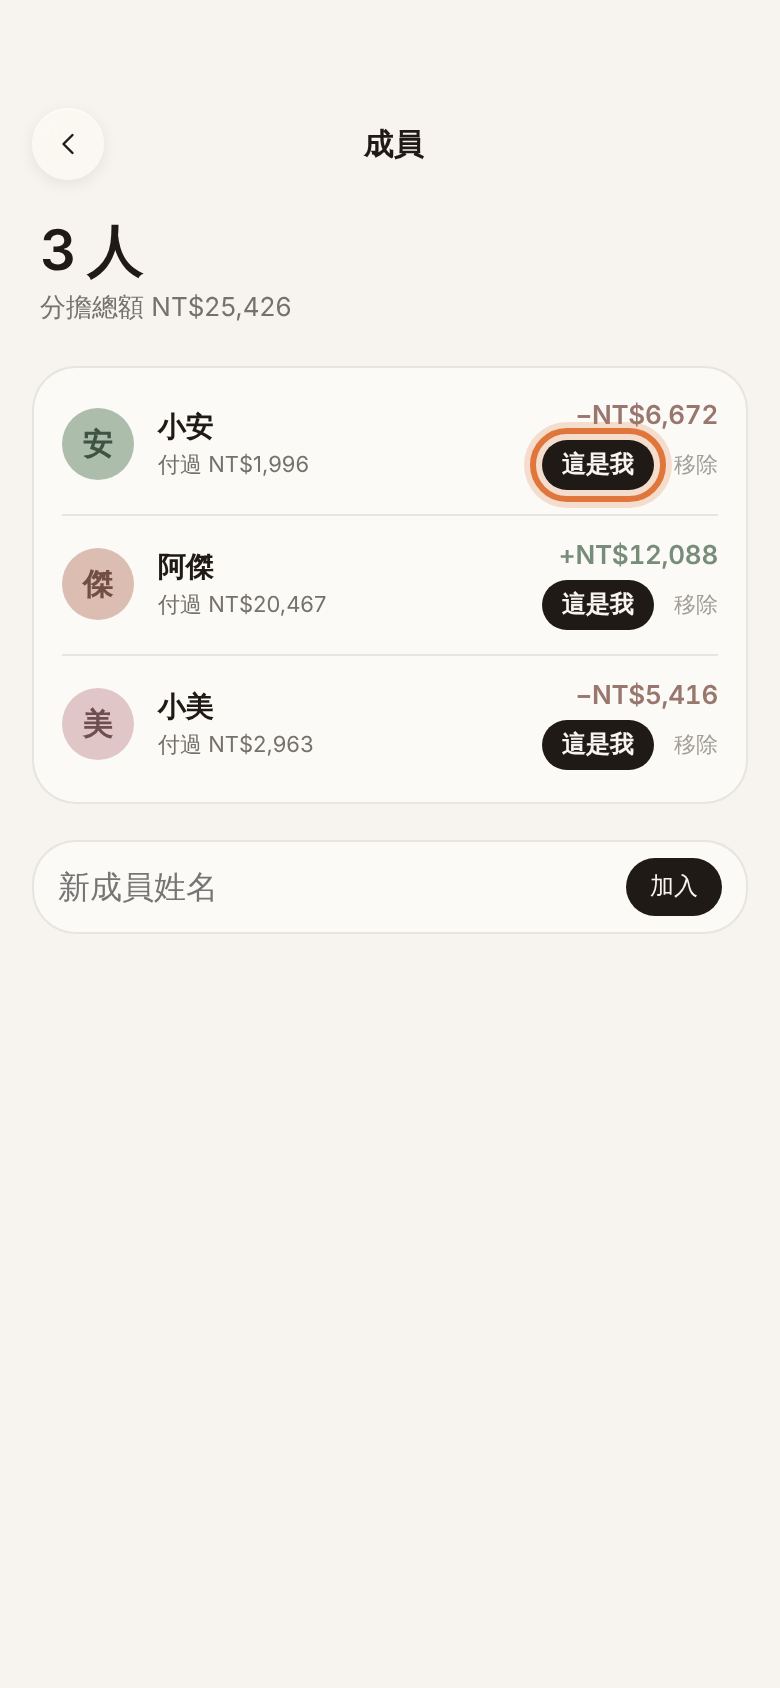 成員
3 人
分擔總額 NT$25,426
安
小安
付過 NT$1,996
−NT$6,672
這是我
移除
傑
阿傑
付過 NT$20,467
+NT$12,088
這是我
移除
美
小美
付過 NT$2,963
−NT$5,416
這是我
移除
新成員姓名
加入